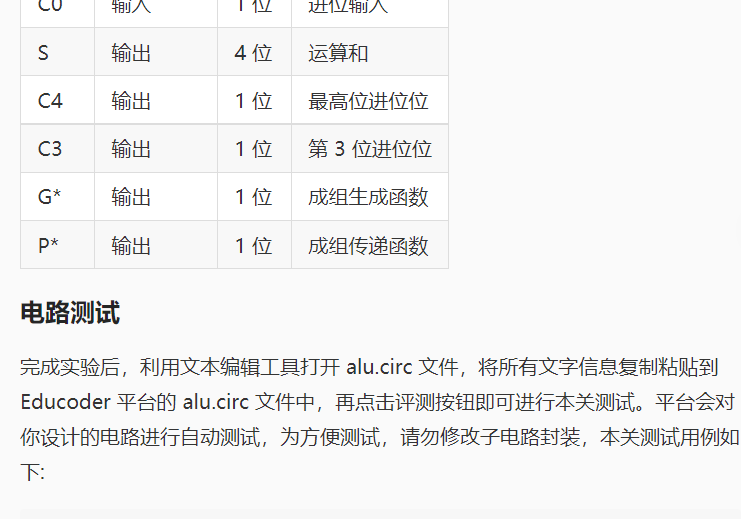 C0 输入 1 位 进位输入
S 输出 4 位 运算和
C4 输出 1 位 最高位进位位
C3 输出 1 位 第 3 位进位位
G* 输出 1 位 成组生成函数
P* 输出 1 位 成组传递函数
电路测试
完成实验后，利用文本编辑工具打开 alu.circ 文件，将所有文字信息复制粘贴到
Educoder 平台的 alu.circ 文件中，再点击评测按钮即可进行本关测试。平台会对
你设计的电路进行自动测试，为方便测试，请勿修改子电路封装，本关测试用例如
下: